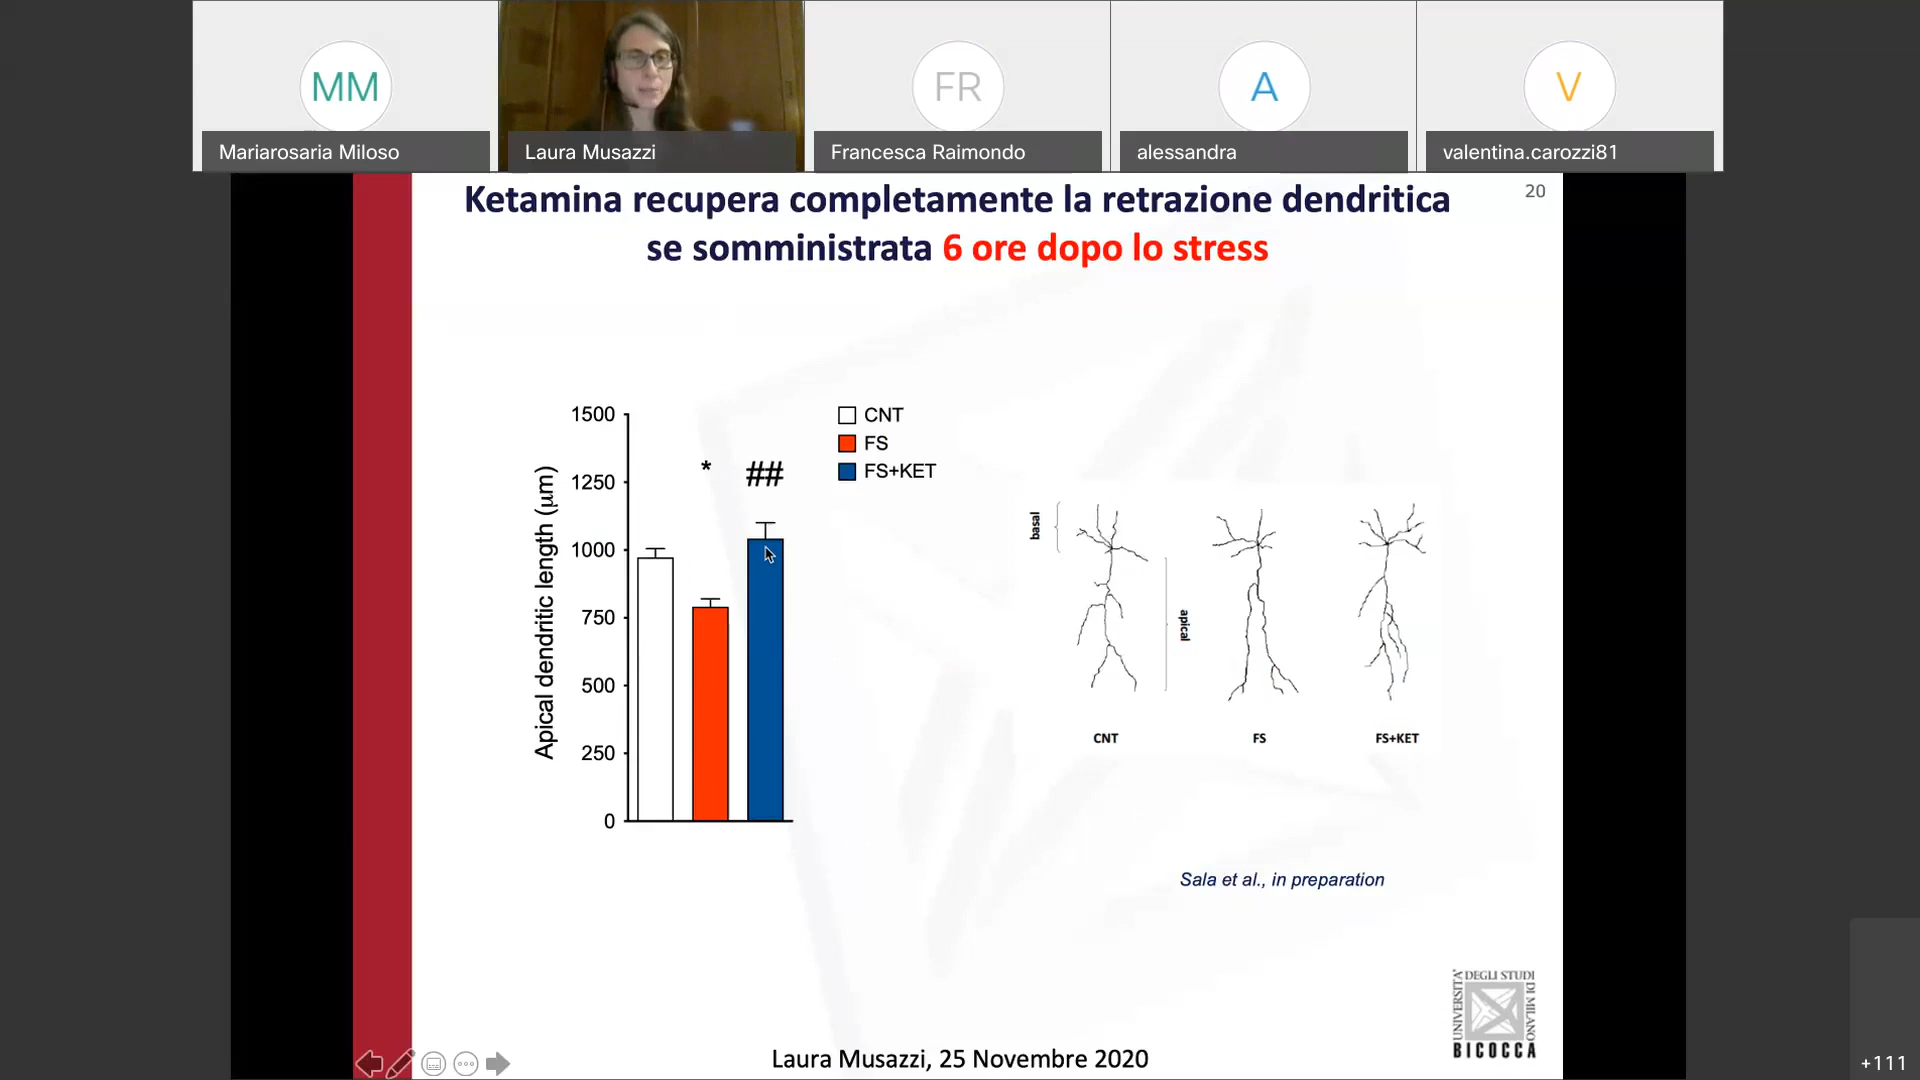 MM
FR
A
V
Mariarosaria Miloso
Laura Musazzi
Francesca Raimondo
alessandra
valentina.carozzi81
Ketamina recupera completamente la retrazione dendritica
se somministrata 6 ore dopo lo stress
20
Apical dendritic length (µm)
1500
1250
1000
750
500
250
0
*
##
CNT
FS
FS+KET
basal
apical
CNT
FS
FS+KET
Sala et al., in preparation
UNIVERSITA'
DEGLI STUDI
DI MILANO
BICOCCA
Laura Musazzi, 25 Novembre 2020
+111